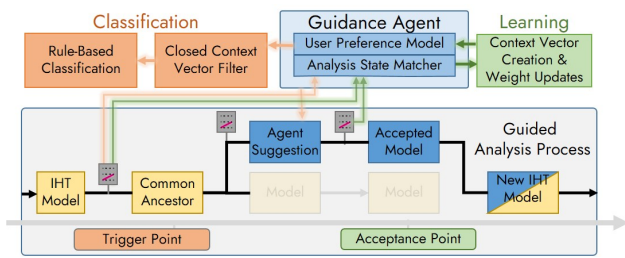 Classification
Guidance Agent
Learning
Rule-Based
Classification
Closed Context
Vector Filter
User Preference Model
Analysis State Matcher
Context Vector
Creation &
Weight Updates
Agent
Suggestion
Accepted
Model
Guided
Analysis Process
IHT
Model
Common
Ancestor
Model
Model
New IHT
Model
Trigger Point
Acceptance Point